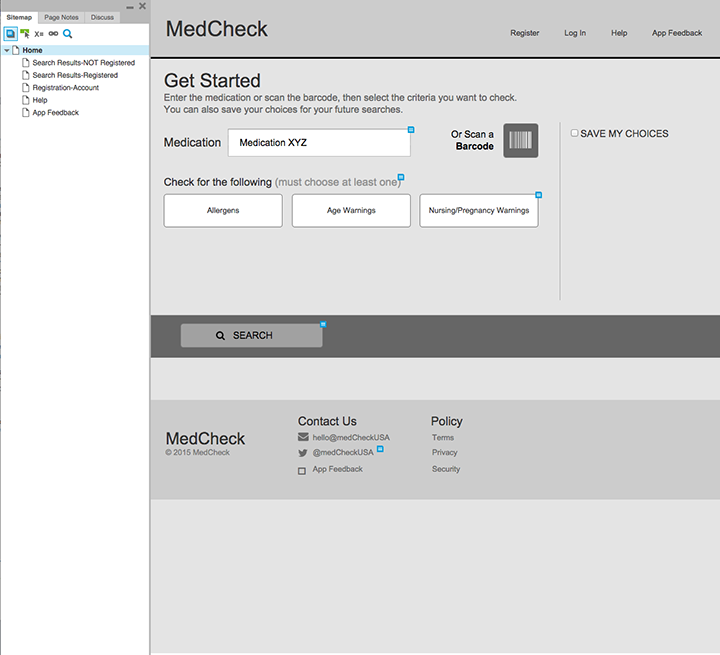 Sitemap
Page Notes
Discuss
Home
Search Results-NOT Registered
Search Results-Registered
Registration-Account
Help
App Feedback
MedCheck
Register
Log In
Help
App Feedback
Get Started
Enter the medication or scan the barcode, then select the criteria you want to check.
You can also save your choices for your future searches.
Medication
Medication XYZ
Or Scan a
Barcode
SAVE MY CHOICES
Check for the following (must choose at least one)
Allergens
Age Warnings
Nursing/Pregnancy Warnings
SEARCH
MedCheck
© 2015 MedCheck
Contact Us
hello@medCheckUSA
@medCheckUSA
App Feedback
Policy
Terms
Privacy
Security